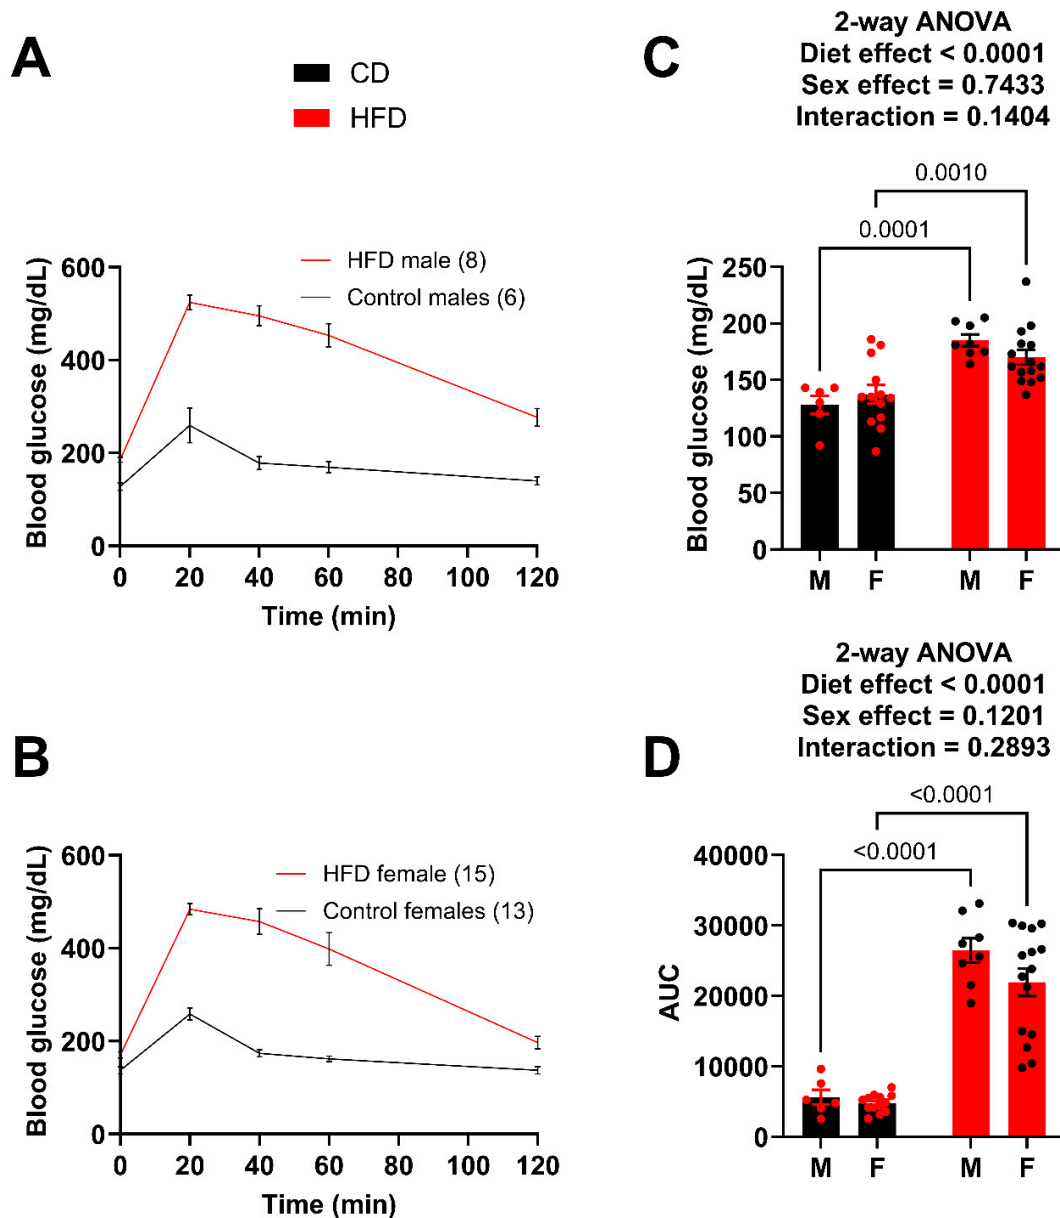 A
CD
HFD
HFD male (8)
Control males (6)
Blood glucose (mg/dL)
600
400
200
0
0 20 40 60 80 100 120
Time (min)
B
HFD female (15)
Control females (13)
Blood glucose (mg/dL)
600
400
200
0
0 20 40 60 80 100 120
Time (min)
C
2-way ANOVA
Diet effect < 0.0001
Sex effect = 0.7433
Interaction = 0.1404
0.0010
0.0001
Blood glucose (mg/dL)
250
200
150
100
50
0
M F M F
D
2-way ANOVA
Diet effect < 0.0001
Sex effect = 0.1201
Interaction = 0.2893
<0.0001
<0.0001
AUC
40000
30000
20000
10000
0
M F M F